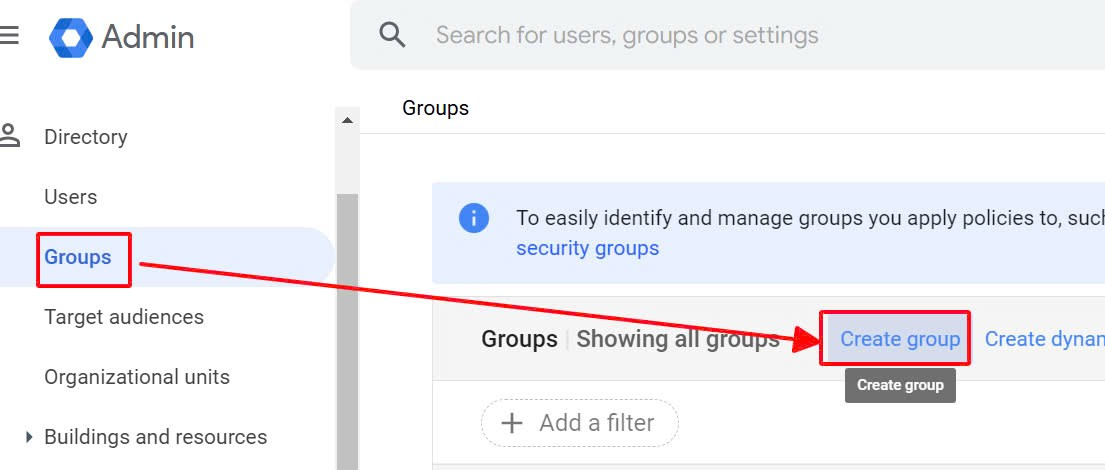 Admin
Search for users, groups or settings
Groups
Directory
Users
Groups
Target audiences
Organizational units
Buildings and resources
To easily identify and manage groups you apply policies to, such
security groups
Groups | Showing all groups Create group Create dynam
Create group
Add a filter